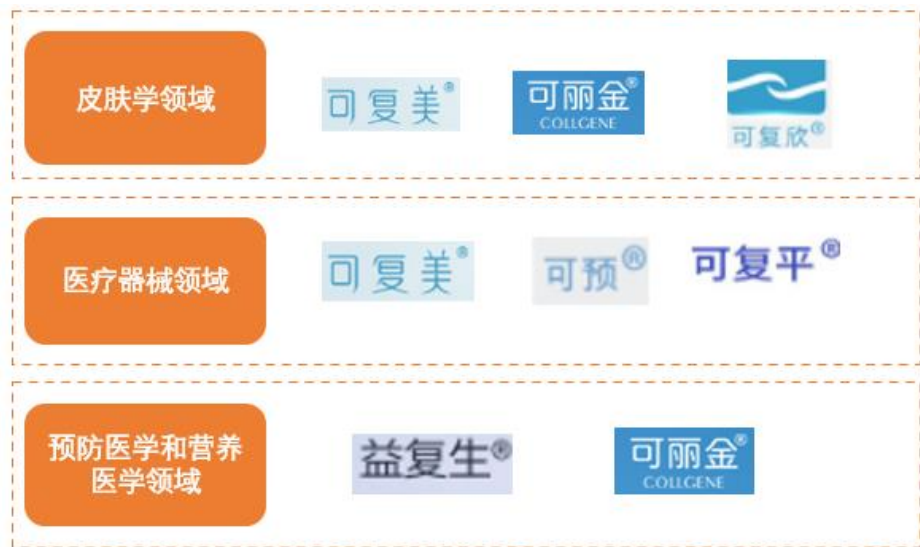 皮肤学领域
可复美®
可丽金®
COLLGENE
可复欣®
医疗器械领域
可复美®
可预®
可复平®
预防医学和营养
医学领域
益复生®
可丽金®
COLLGENE